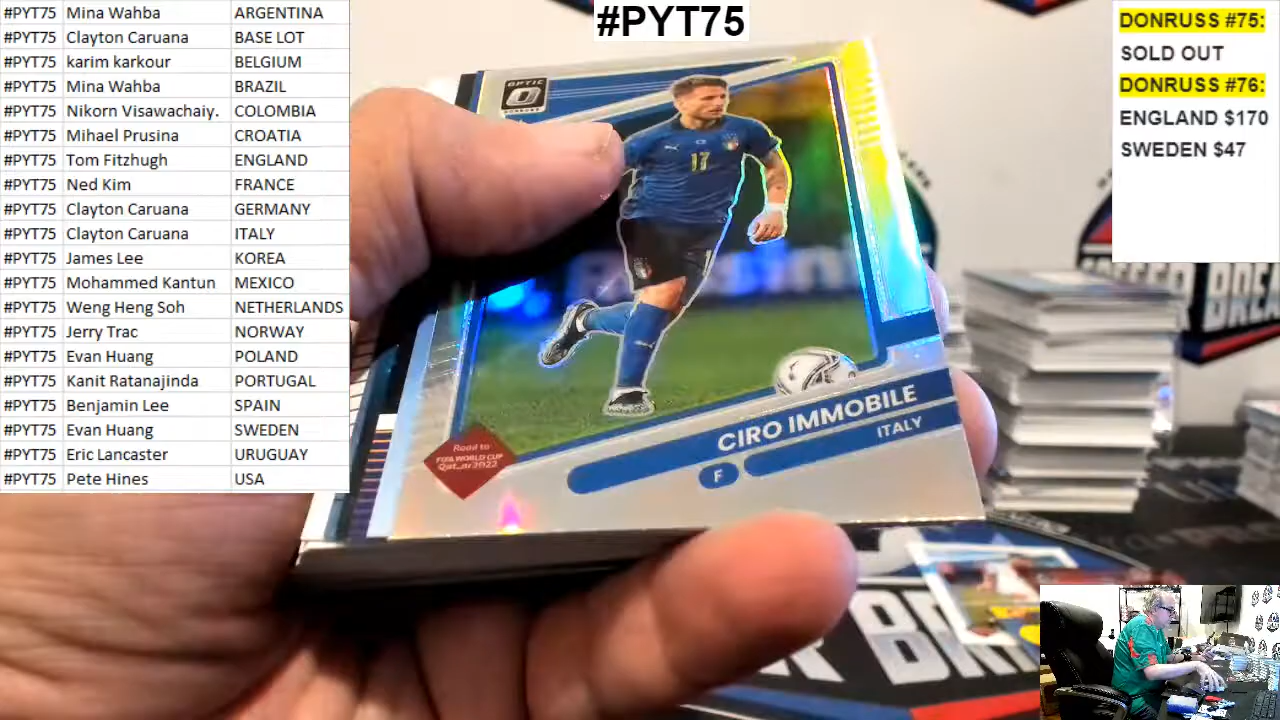 #PYT75 Mina Wahba ARGENTINA
#PYT75 Clayton Caruana BASE LOT
#PYT75 karim karkour BELGIUM
#PYT75 Mina Wahba BRAZIL
#PYT75 Nikorn Visawachaiy. COLOMBIA
#PYT75 Mihael Prusina CROATIA
#PYT75 Tom Fitzhugh ENGLAND
#PYT75 Ned Kim FRANCE
#PYT75 Clayton Caruana GERMANY
#PYT75 Clayton Caruana ITALY
#PYT75 James Lee KOREA
#PYT75 Mohammed Kantun MEXICO
#PYT75 Weng Heng Soh NETHERLANDS
#PYT75 Jerry Trac NORWAY
#PYT75 Evan Huang POLAND
#PYT75 Kanit Ratanajinda PORTUGAL
#PYT75 Benjamin Lee SPAIN
#PYT75 Evan Huang SWEDEN
#PYT75 Eric Lancaster URUGUAY
#PYT75 Pete Hines USA
#PYT75
OPTIC
DONRUSS
17
CIRO IMMOBILE
ITALY
F
Road to
FIFA WORLD CUP
Qatar2022
DONRUSS #75:
SOLD OUT
DONRUSS #76:
ENGLAND $170
SWEDEN $47